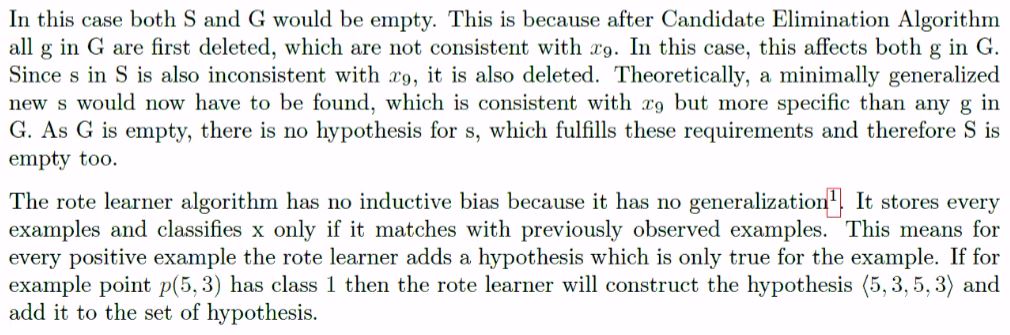 In this case both S and G would be empty. This is because after Candidate Elimination Algorithm
all g in G are first deleted, which are not consistent with x₉. In this case, this affects both g in G.
Since s in S is also inconsistent with x₉, it is also deleted. Theoretically, a minimally generalized
new s would now have to be found, which is consistent with x₉ but more specific than any g in
G. As G is empty, there is no hypothesis for s, which fulfills these requirements and therefore S is
empty too.
The rote learner algorithm has no inductive bias because it has no generalization¹. It stores every
examples and classifies x only if it matches with previously observed examples. This means for
every positive example the rote learner adds a hypothesis which is only true for the example. If for
example point p(5, 3) has class 1 then the rote learner will construct the hypothesis ⟨5, 3, 5, 3⟩ and
add it to the set of hypothesis.